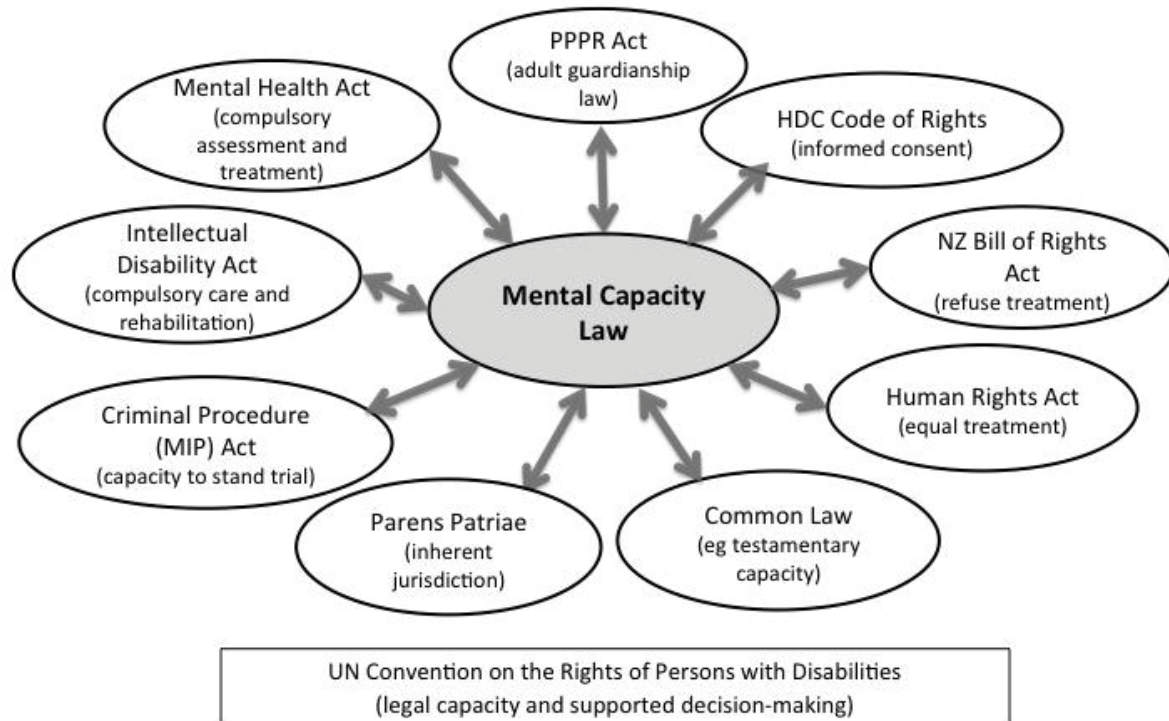 PPPR Act
(adult guardianship
law)
Mental Health Act
(compulsory
assessment and
treatment)
HDC Code of Rights
(informed consent)
Intellectual
Disability Act
(compulsory care and
rehabilitation)
NZ Bill of Rights
Act
(refuse treatment)
Mental Capacity
Law
Criminal Procedure
(MIP) Act
(capacity to stand trial)
Human Rights Act
(equal treatment)
Parens Patriae
(inherent
jurisdiction)
Common Law
(eg testamentary
capacity)
UN Convention on the Rights of Persons with Disabilities
(legal capacity and supported decision-making)